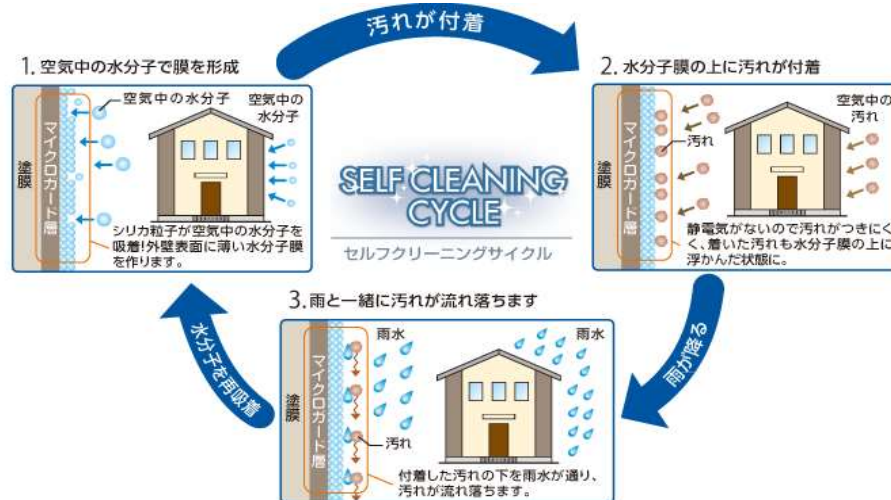 汚れが付着
1. 空気中の水分子で膜を形成
空気中の水分子
空気中の
水分子
マイクロガード層
塗膜
シリカ粒子が空気中の水分子を
吸着!外壁表面に薄い水分子膜
を作ります。
SELF CLEANING
CYCLE
セルフクリーニングサイクル
2. 水分子膜の上に汚れが付着
空気中の
汚れ
汚れ
マイクロガード層
塗膜
静電気がないので汚れがつきにく
く、着いた汚れも水分子膜の上に
浮かんだ状態に。
雨が降る
3. 雨と一緒に汚れが流れ落ちます
雨水
雨水
マイクロガード層
塗膜
汚れ
付着した汚れの下を雨水が通り、
汚れが流れ落ちます。
水分子を再吸着